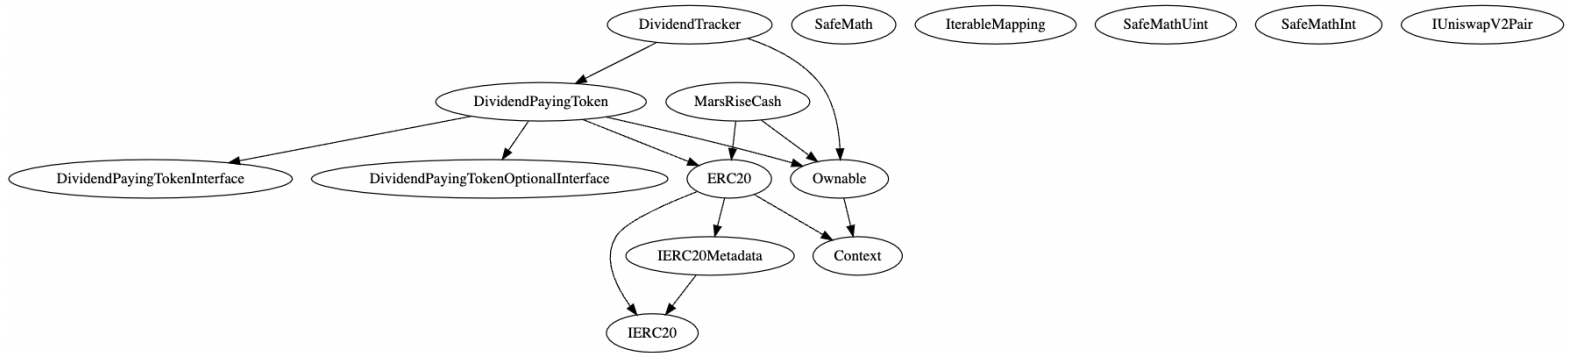 DividendTracker
SafeMath
IterableMapping
SafeMathUint
SafeMathInt
IUniswapV2Pair
DividendPayingToken
MarsRiseCash
DividendPayingTokenInterface
DividendPayingTokenOptionalInterface
ERC20
Ownable
IERC20Metadata
Context
IERC20